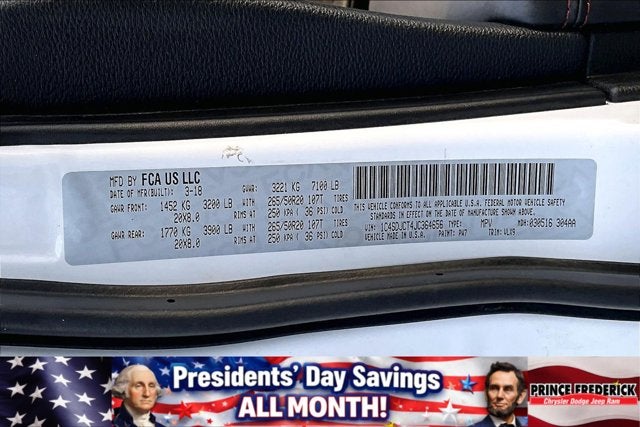 MFD BY FCA US LLC
DATE OF MFR(BUILT): 3-18 GVWR: 3221 KG 7100 LB
GAWR FRONT: 1452 KG 3200 LB WITH 265/50R20 107T TIRES
20X8.0 RIMS AT 250 KPA ( 36 PSI) COLD
GAWR REAR: 1770 KG 3900 LB WITH 265/50R20 107T TIRES
20X8.0 RIMS AT 250 KPA ( 36 PSI) COLD
THIS VEHICLE CONFORMS TO ALL APPLICABLE U.S.A. FEDERAL MOTOR VEHICLE SAFETY
STANDARDS IN EFFECT ON THE DATE OF MANUFACTURE SHOWN ABOVE.
VIN: 1C4SDJCT4JC364656 TYPE: MPV MDH: 030516 304AA
VEHICLE MADE IN U.S.A. PAINT: PW7 TRIM: VLX9
Presidents' Day Savings
ALL MONTH!
PRINCE FREDERICK
Chrysler Dodge Jeep Ram